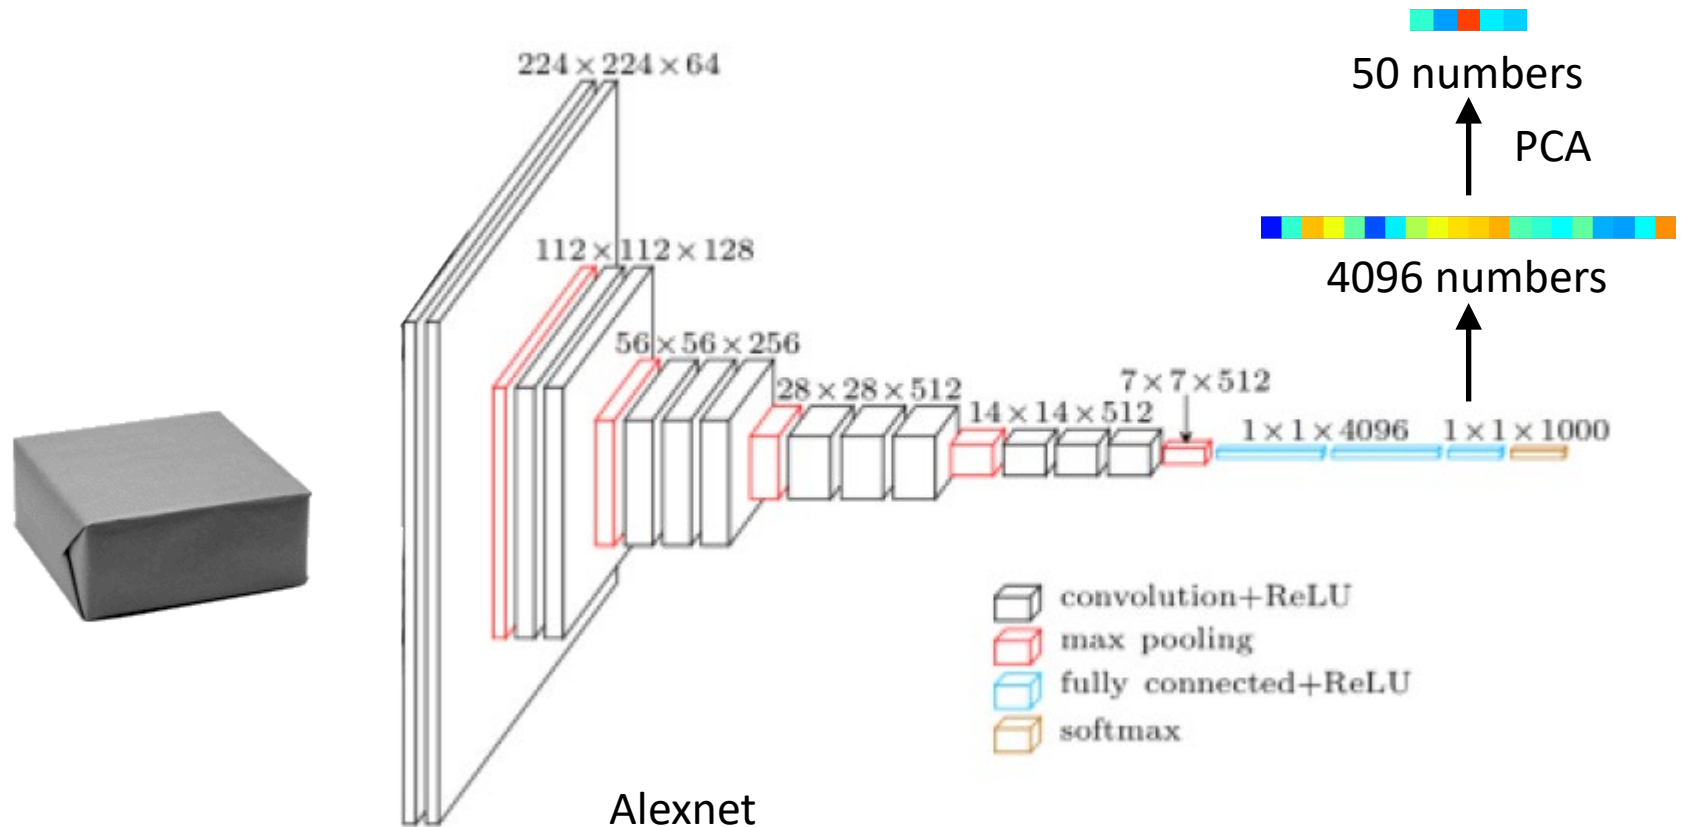 50 numbers
PCA
4096 numbers
224×224×64
112×112×128
56×56×256
28×28×512
14×14×512
7×7×512
1×1×4096
1×1×1000
convolution+ReLU
max pooling
fully connected+ReLU
softmax
Alexnet